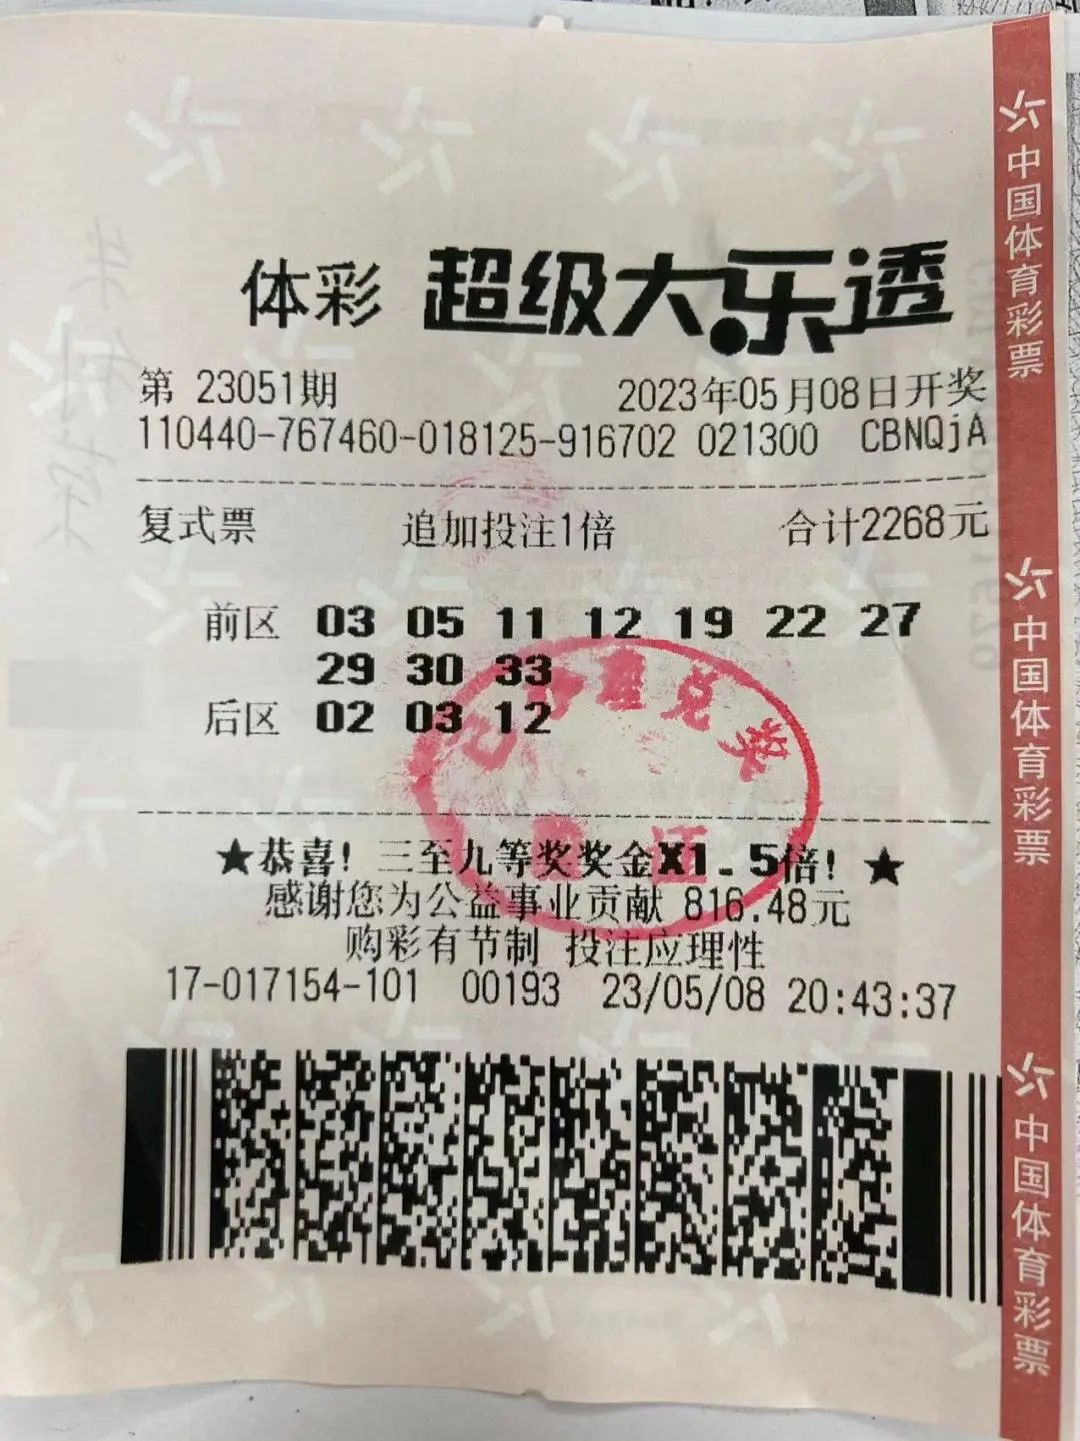 体彩 超级大乐透
第 23051期 2023年05月08日开奖
110440-767460-018125-916702 021300 CBNQjA
复式票 追加投注1倍 合计2268元
前区 03 05 11 12 19 22 27
29 30 33
后区 02 03 12
已办理兑奖
★恭喜! 三至九等奖奖金X1.5倍! ★
感谢您为公益事业贡献 816.48元
购彩有节制 投注应理性
17-017154-101 00193 23/05/08 20:43:37
中国体育彩票
中国体育彩票
中国体育彩票